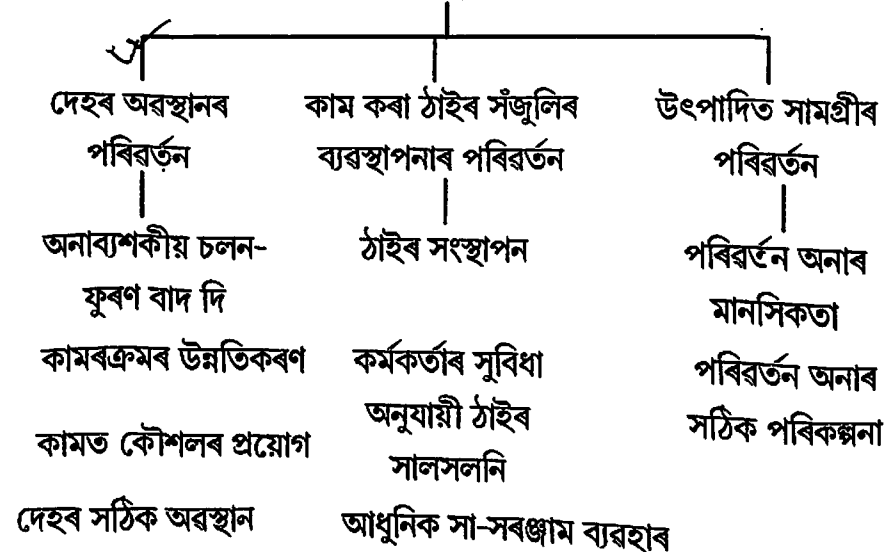 দেহৰ অৱস্থানৰ
পৰিৱৰ্তন
অনাব্যশকীয় চলন-
ফুৰণ বাদ দি
কামৰক্রমৰ উন্নতিকৰণ
কামত কৌশলৰ প্ৰয়োগ
দেহৰ সঠিক অৱস্থান
কাম কৰা ঠাইৰ সঁজুলিৰ
ব্যৱস্থাপনাৰ পৰিৱৰ্তন
ঠাইৰ সংস্থাপন
কৰ্মকৰ্তাৰ সুবিধা
অনুযায়ী ঠাইৰ
সালসলনি
আধুনিক সা-সৰঞ্জাম ব্যৱহাৰ
উৎপাদিত সামগ্ৰীৰ
পৰিৱৰ্তন
পৰিৱৰ্তন অনাৰ
মানসিকতা
পৰিৱৰ্তন অনাৰ
সঠিক পৰিকল্পনা